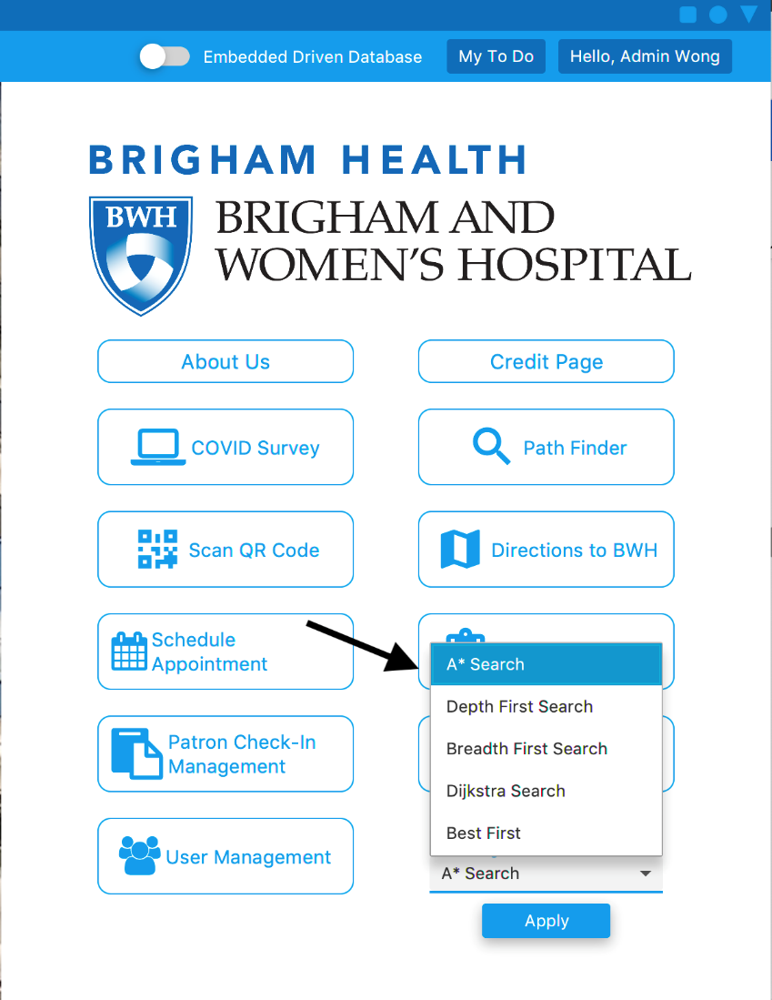 Embedded Driven Database
My To Do
Hello, Admin Wong
BRIGHAM HEALTH
BWH
BRIGHAM AND
WOMEN'S HOSPITAL
About Us
Credit Page
COVID Survey
Path Finder
Scan QR Code
Directions to BWH
Schedule
Appointment
A* Search
Depth First Search
Breadth First Search
Dijkstra Search
Best First
Patron Check-In
Management
User Management
A* Search
Apply